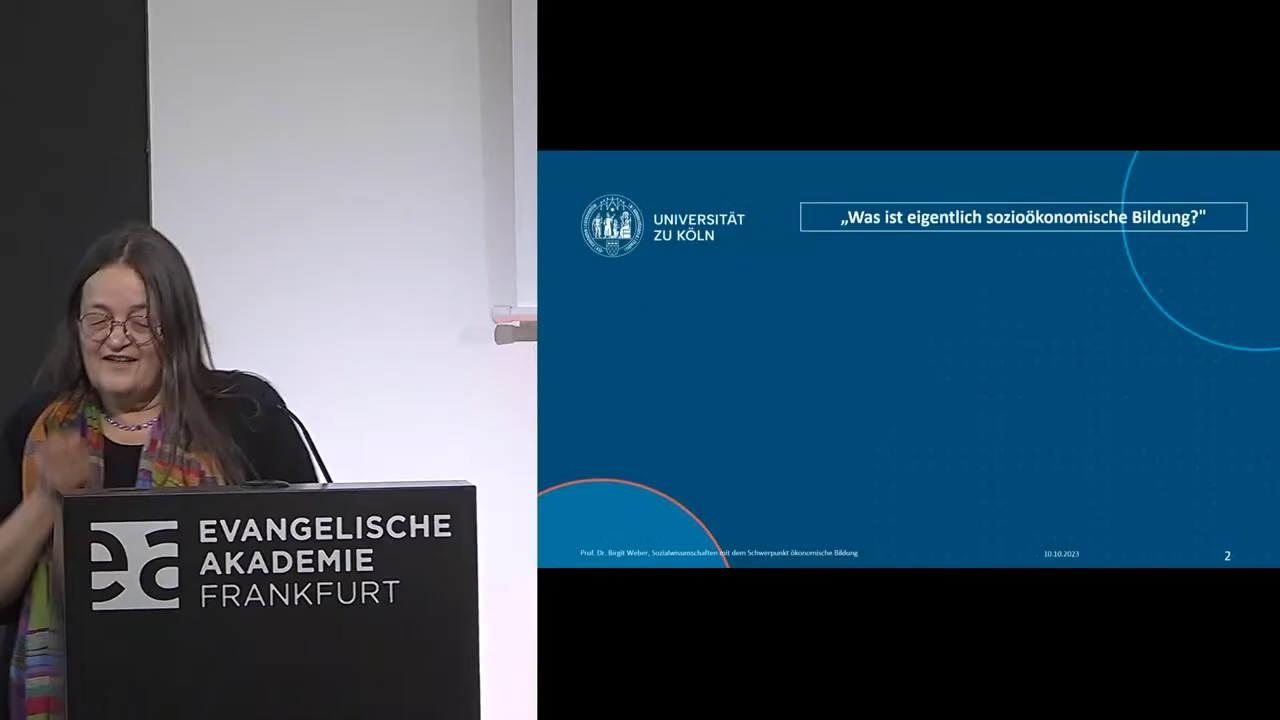 ea
EVANGELISCHE
AKADEMIE
FRANKFURT
UNIVERSITÄT
ZU KÖLN
„Was ist eigentlich sozioökonomische Bildung?"
Prof. Dr. Birgit Weber, Sozialwissenschaften mit dem Schwerpunkt ökonomische Bildung
10.10.2023
2